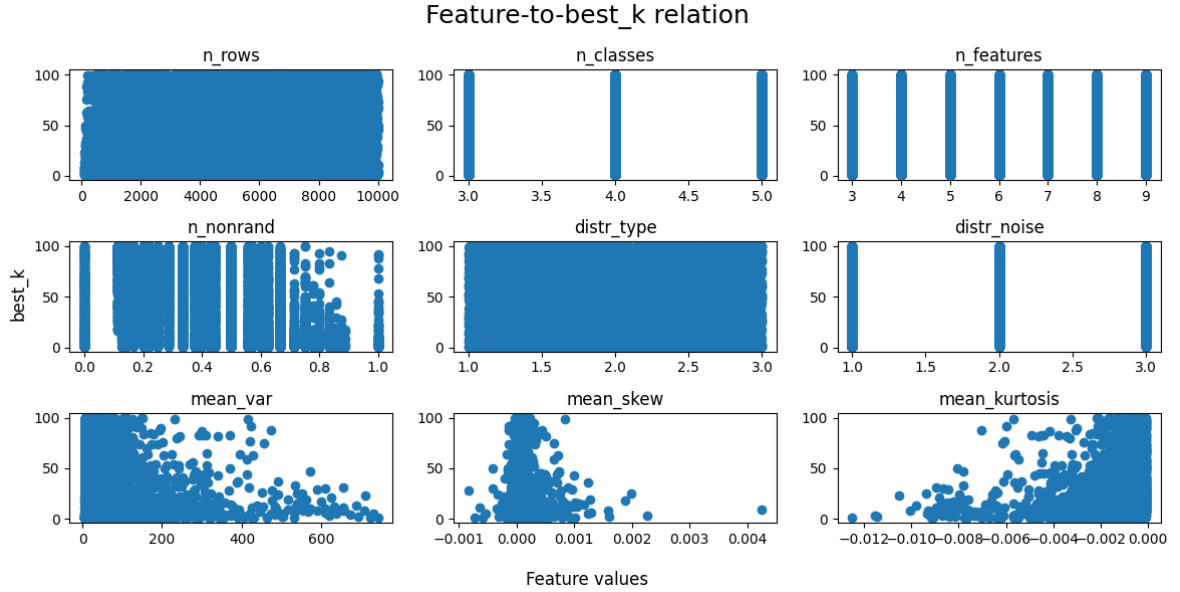 Feature-to-best_k relation
n_rows
n_classes
n_features
100
50
0
0 2000 4000 6000 8000 10000
100
50
0
3.0 3.5 4.0 4.5 5.0
100
50
0
3 4 5 6 7 8 9
best_k
n_nonrand
distr_type
distr_noise
100
50
0
0.0 0.2 0.4 0.6 0.8 1.0
100
50
0
1.0 1.5 2.0 2.5 3.0
100
50
0
1.0 1.5 2.0 2.5 3.0
mean_var
mean_skew
mean_kurtosis
100
50
0
0 200 400 600
100
50
0
−0.001 0.000 0.001 0.002 0.003 0.004
100
50
0
−0.012 −0.010 −0.008 −0.006 −0.004 −0.002 0.000
Feature values